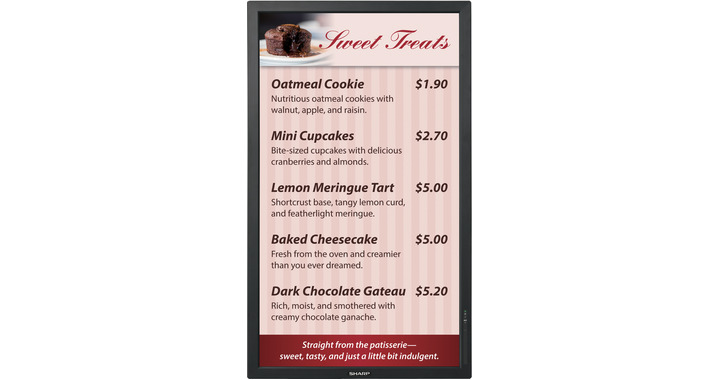 Sweet Treats
Oatmeal Cookie $1.90
Nutritious oatmeal cookies with
walnut, apple, and raisin.
Mini Cupcakes $2.70
Bite-sized cupcakes with delicious
cranberries and almonds.
Lemon Meringue Tart $5.00
Shortcrust base, tangy lemon curd,
and featherlight meringue.
Baked Cheesecake $5.00
Fresh from the oven and creamier
than you ever dreamed.
Dark Chocolate Gateau $5.20
Rich, moist, and smothered with
creamy chocolate ganache.
Straight from the patisserie—
sweet, tasty, and just a little bit indulgent.
SHARP